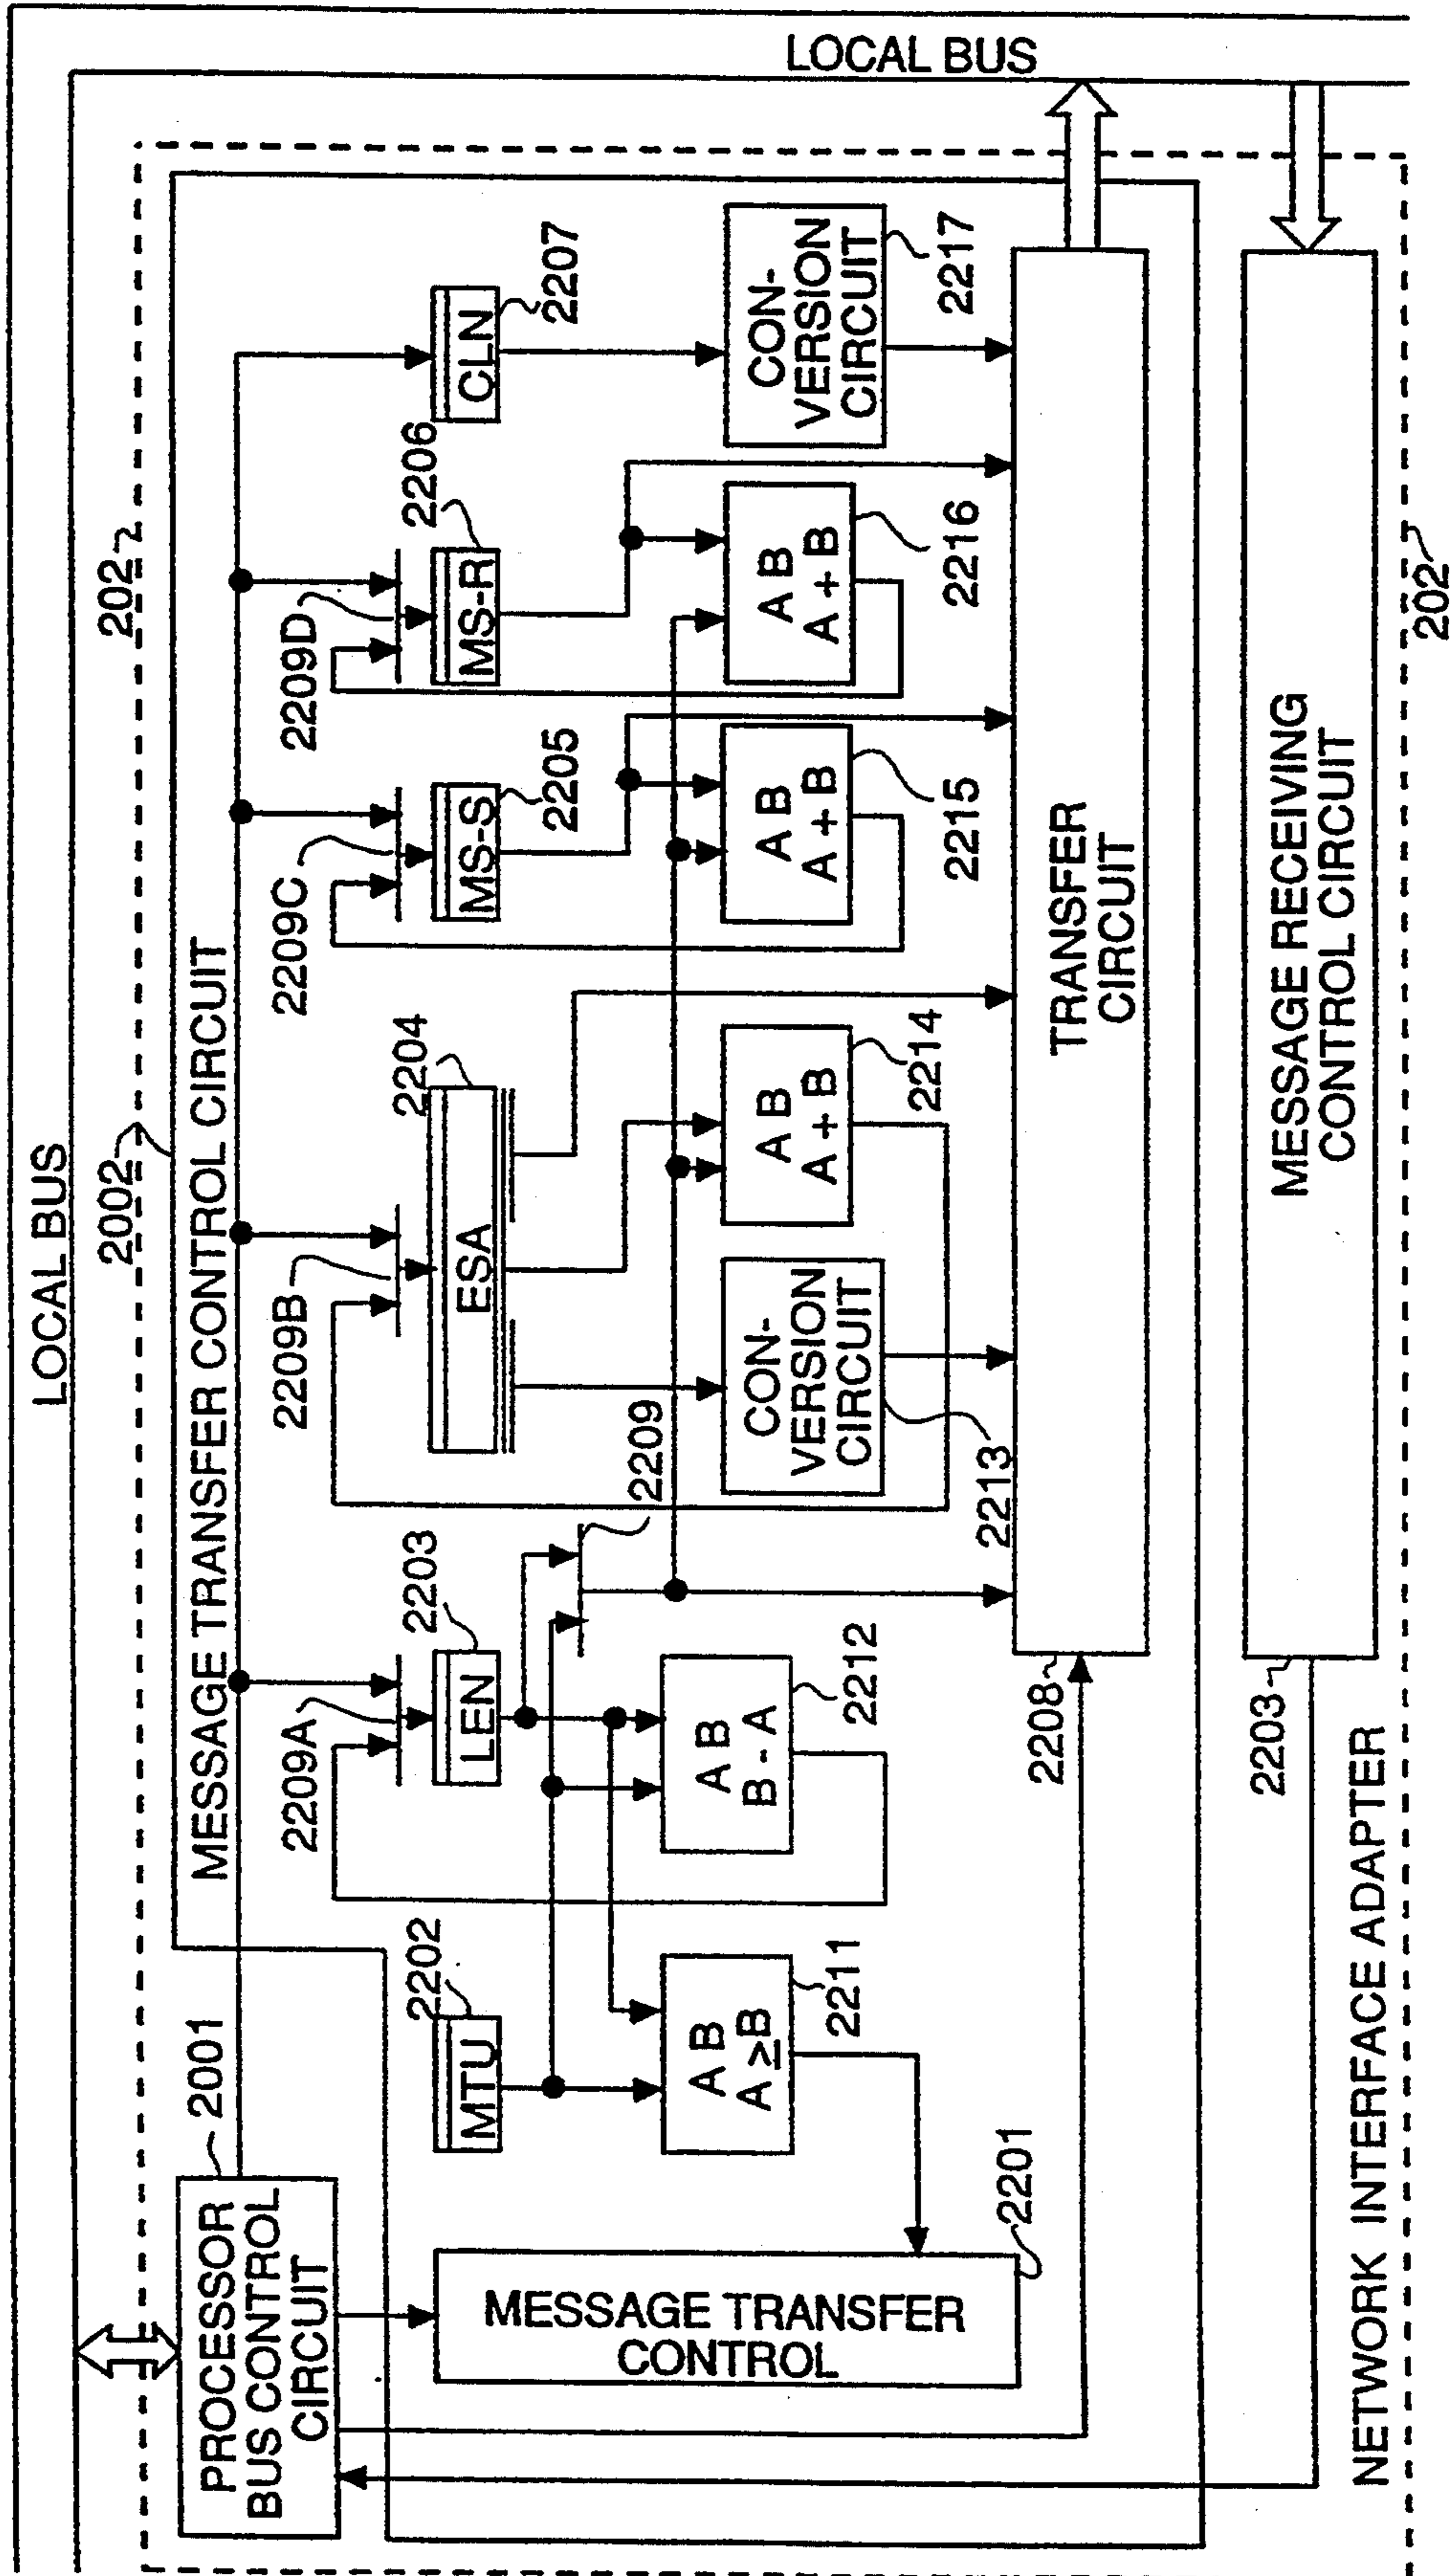 LOCAL BUS
LOCAL BUS
2002
202
MESSAGE TRANSFER CONTROL CIRCUIT
PROCESSOR
BUS CONTROL
CIRCUIT
2001
2209A
2209B
2209C
2209D
MTU
2202
LEN
2203
ESA
2204
MS-S
2205
MS-R
2206
CLN
2207
2209
A B
A ≥ B
2211
A B
B - A
2212
CON-
VERSION
CIRCUIT
2213
A B
A + B
2214
A B
A + B
2215
A B
A + B
2216
CON-
VERSION
CIRCUIT
2217
MESSAGE TRANSFER
CONTROL
2201
TRANSFER
CIRCUIT
2208
MESSAGE RECEIVING
CONTROL CIRCUIT
2203
NETWORK INTERFACE ADAPTER
202